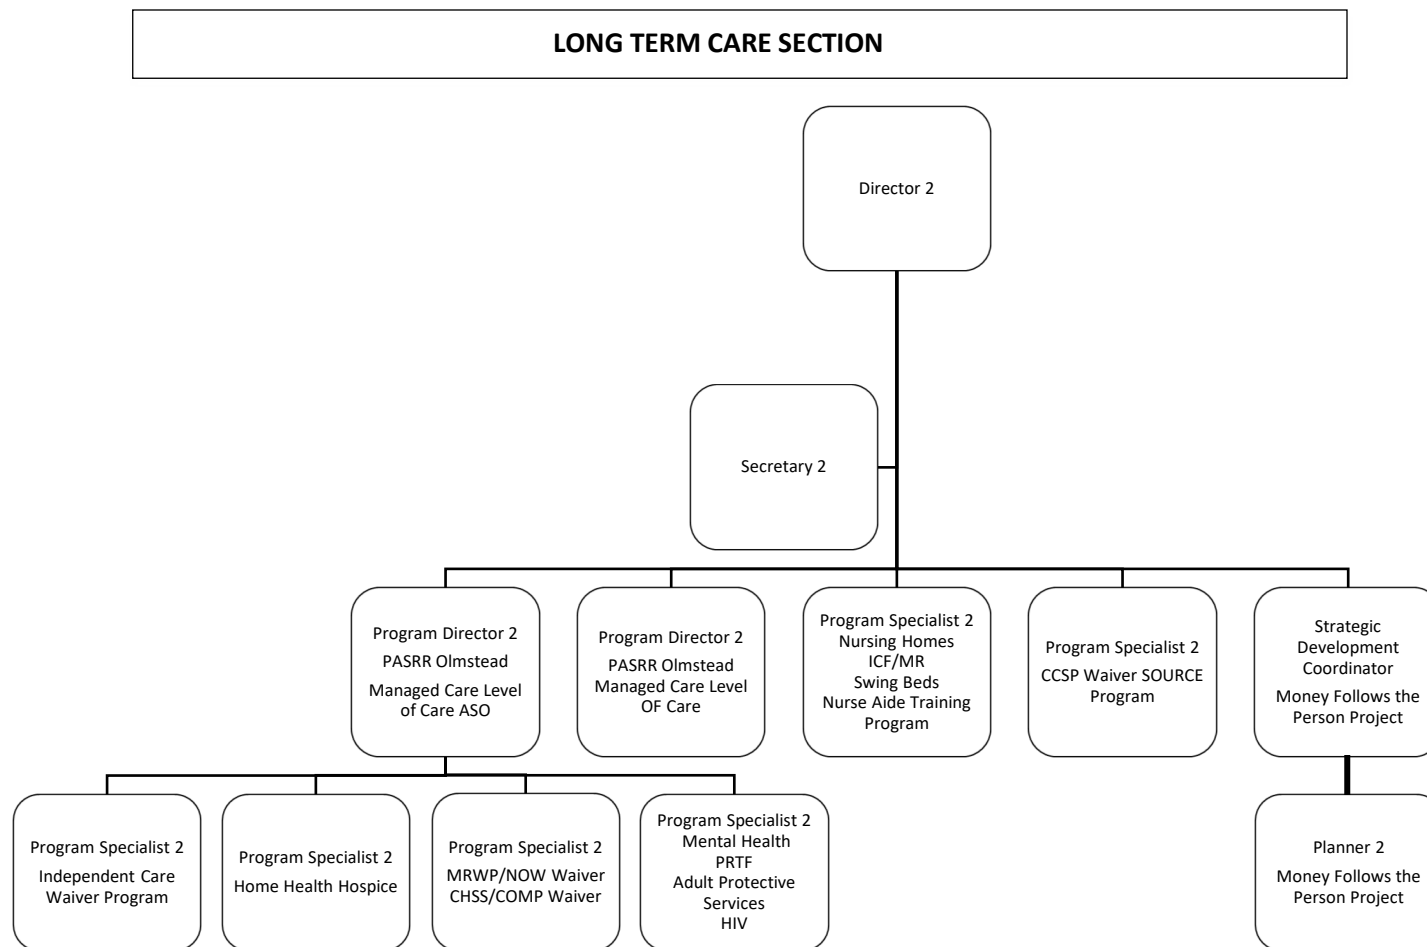 LONG TERM CARE SECTION
Director 2
Secretary 2
Program Director 2
PASRR Olmstead
Managed Care Level
of Care ASO
Program Director 2
PASRR Olmstead
Managed Care Level
OF Care
Program Specialist 2
Nursing Homes
ICF/MR
Swing Beds
Nurse Aide Training
Program
Program Specialist 2
CCSP Waiver SOURCE
Program
Strategic
Development
Coordinator
Money Follows the
Person Project
Program Specialist 2
Independent Care
Waiver Program
Program Specialist 2
Home Health Hospice
Program Specialist 2
MRWP/NOW Waiver
CHSS/COMP Waiver
Program Specialist 2
Mental Health
PRTF
Adult Protective
Services
HIV
Planner 2
Money Follows the
Person Project